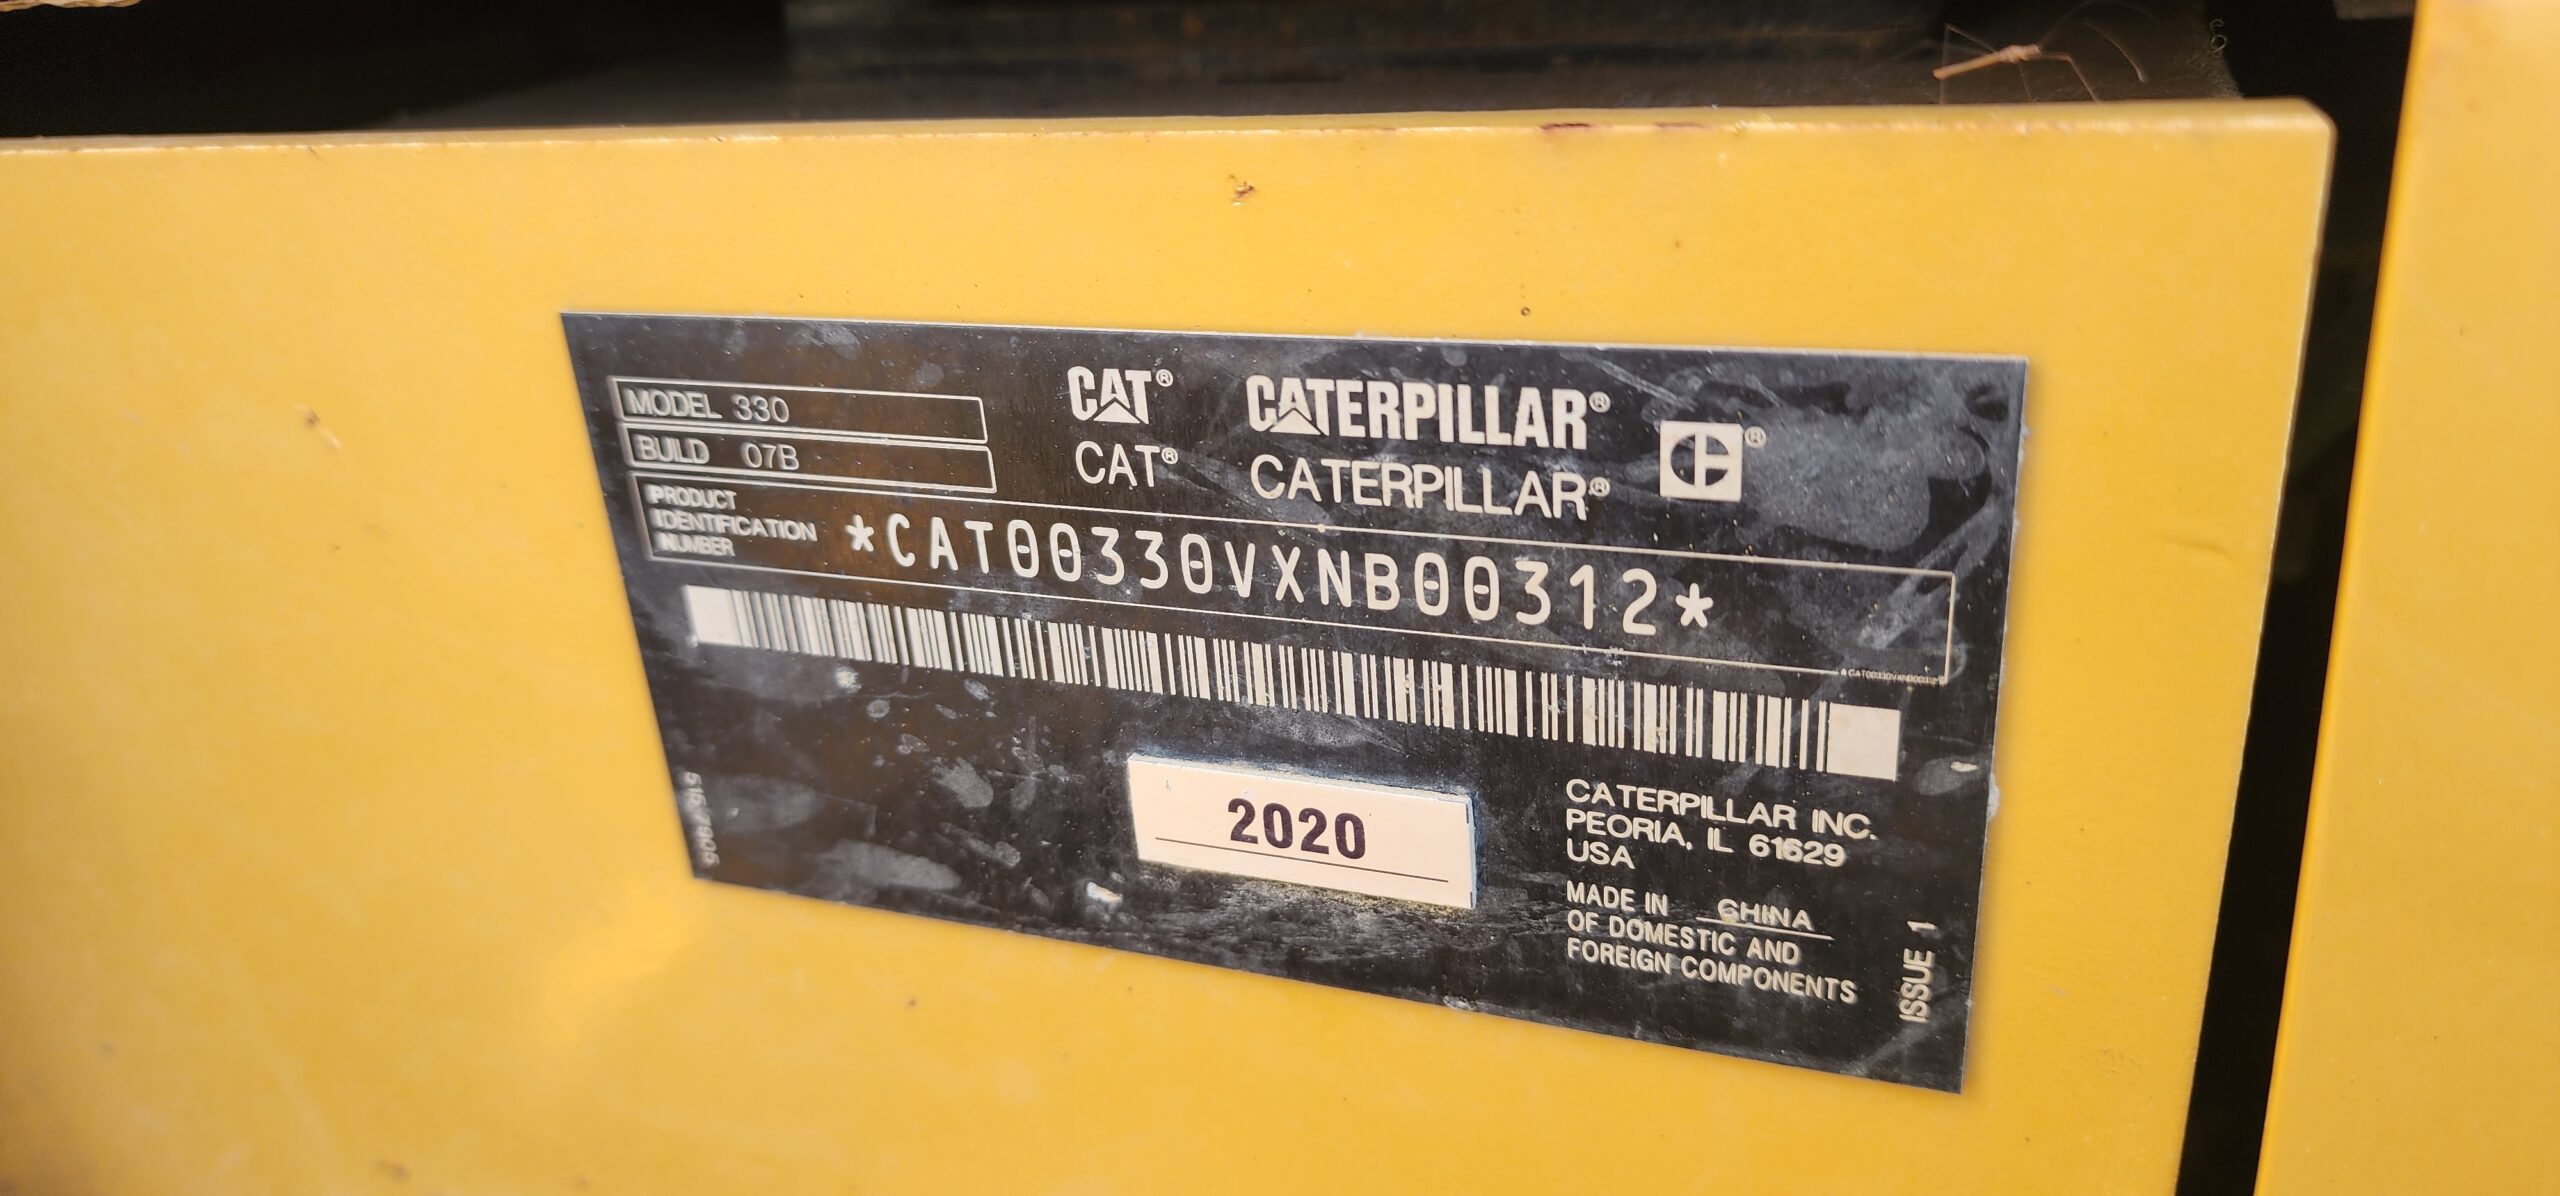 MODEL 330
BUILD 07B
CAT® CATERPILLAR®
CAT® CATERPILLAR®
®
PRODUCT
IDENTIFICATION
NUMBER
*CAT00330VXNB00312*
*CAT00330VXNB00312*
2020
CATERPILLAR INC.
PEORIA, IL 61629
USA
MADE IN CHINA
OF DOMESTIC AND
FOREIGN COMPONENTS
ISSUE 1